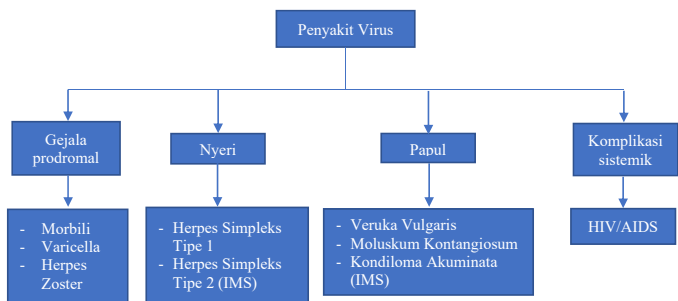 Penyakit Virus
Gejala
prodromal
Nyeri
Papul
Komplikasi
sistemik
- Morbili
- Varicella
- Herpes
Zoster
- Herpes Simpleks
Tipe 1
- Herpes Simpleks
Tipe 2 (IMS)
- Veruka Vulgaris
- Moluskum Kontangiosum
- Kondiloma Akuminata
(IMS)
HIV/AIDS